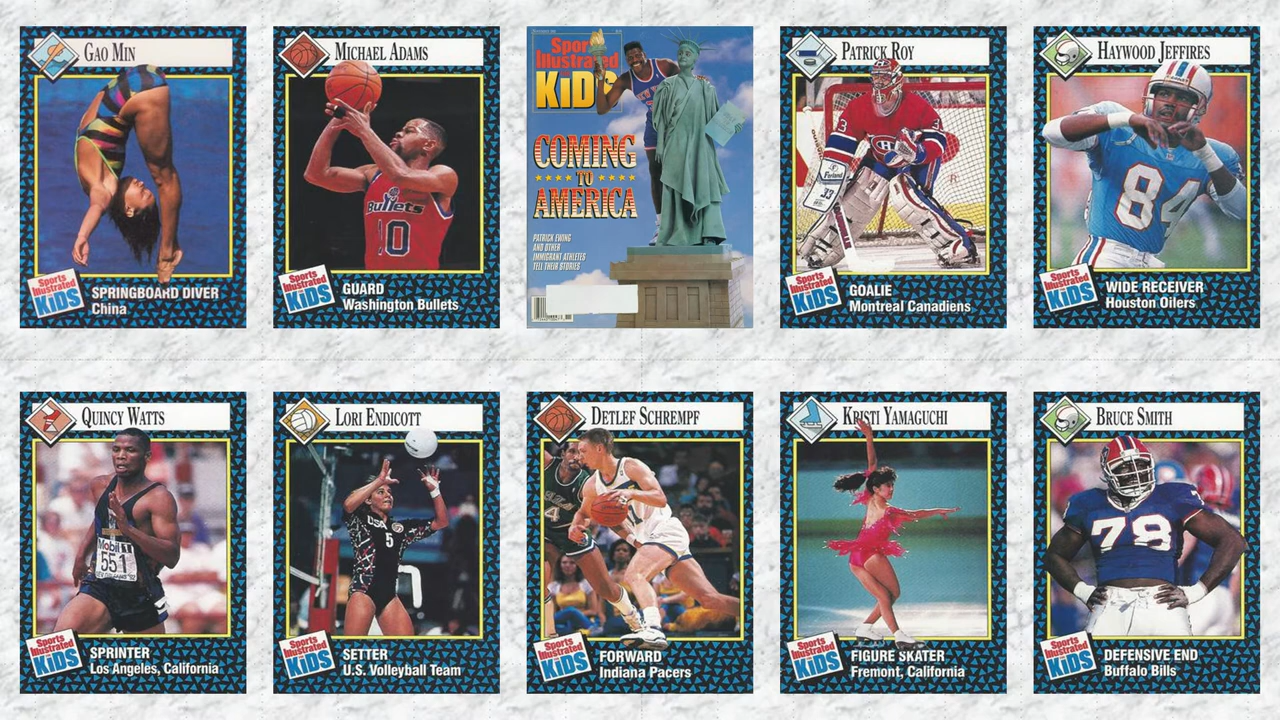 GAO MIN
Sports
Illustrated
KIDS
SPRINGBOARD DIVER
China
MICHAEL ADAMS
Bullets
10
Sports
Illustrated
KIDS
GUARD
Washington Bullets
Sports
Illustrated
KIDS
COMING
TO
AMERICA
PATRICK EWING
AND OTHER
IMMIGRANT ATHLETES
TELL THEIR STORIES
PATRICK ROY
33
Sports
Illustrated
KIDS
GOALIE
Montreal Canadiens
HAYWOOD JEFFIRES
84
Sports
Illustrated
KIDS
WIDE RECEIVER
Houston Oilers
QUINCY WATTS
Mobil
551
Sports
Illustrated
KIDS
SPRINTER
Los Angeles, California
LORI ENDICOTT
USA
5
Sports
Illustrated
KIDS
SETTER
U.S. Volleyball Team
DETLEF SCHREMPF
Sports
Illustrated
KIDS
FORWARD
Indiana Pacers
KRISTI YAMAGUCHI
Sports
Illustrated
KIDS
FIGURE SKATER
Fremont, California
BRUCE SMITH
78
Sports
Illustrated
KIDS
DEFENSIVE END
Buffalo Bills